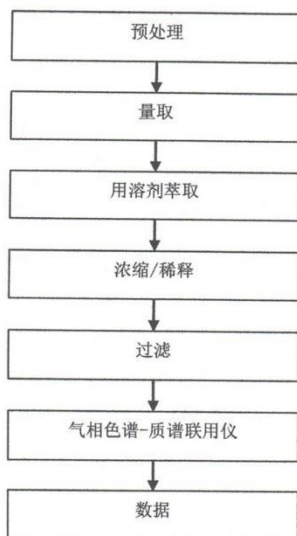 预处理
量取
用溶剂萃取
浓缩/稀释
过滤
气相色谱-质谱联用仪
数据